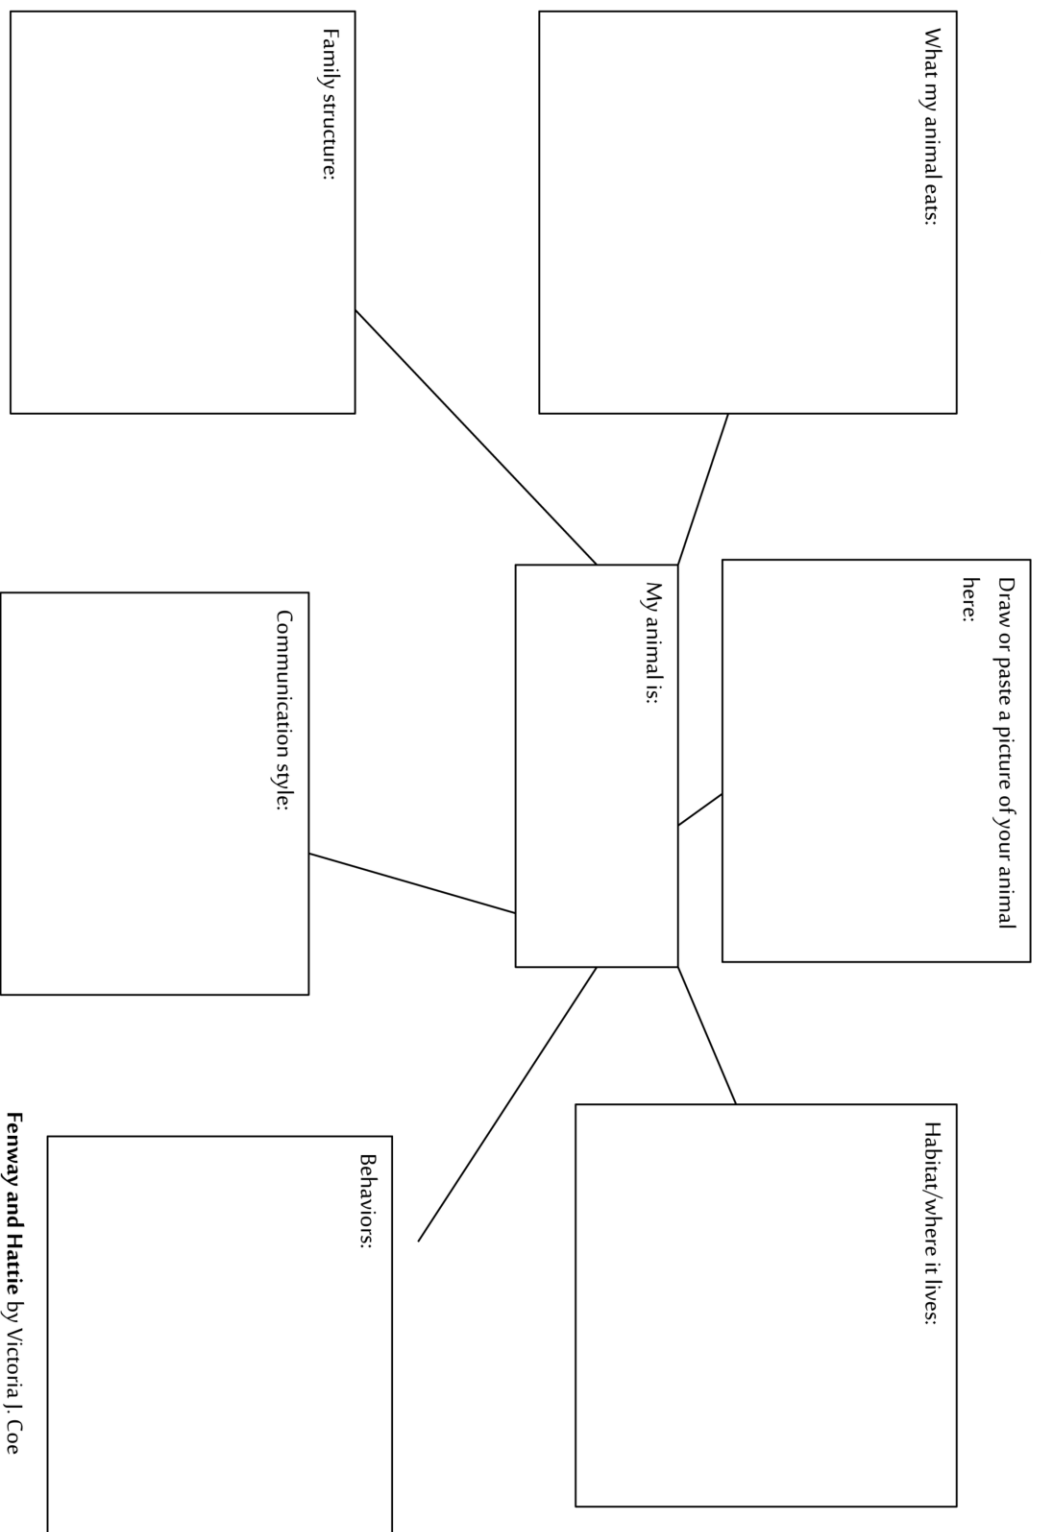 What my animal eats:
Draw or paste a picture of your animal
here:
Habitat/where it lives:
My animal is:
Family structure:
Communication style:
Behaviors:
Fenway and Hattie by Victoria J. Coe